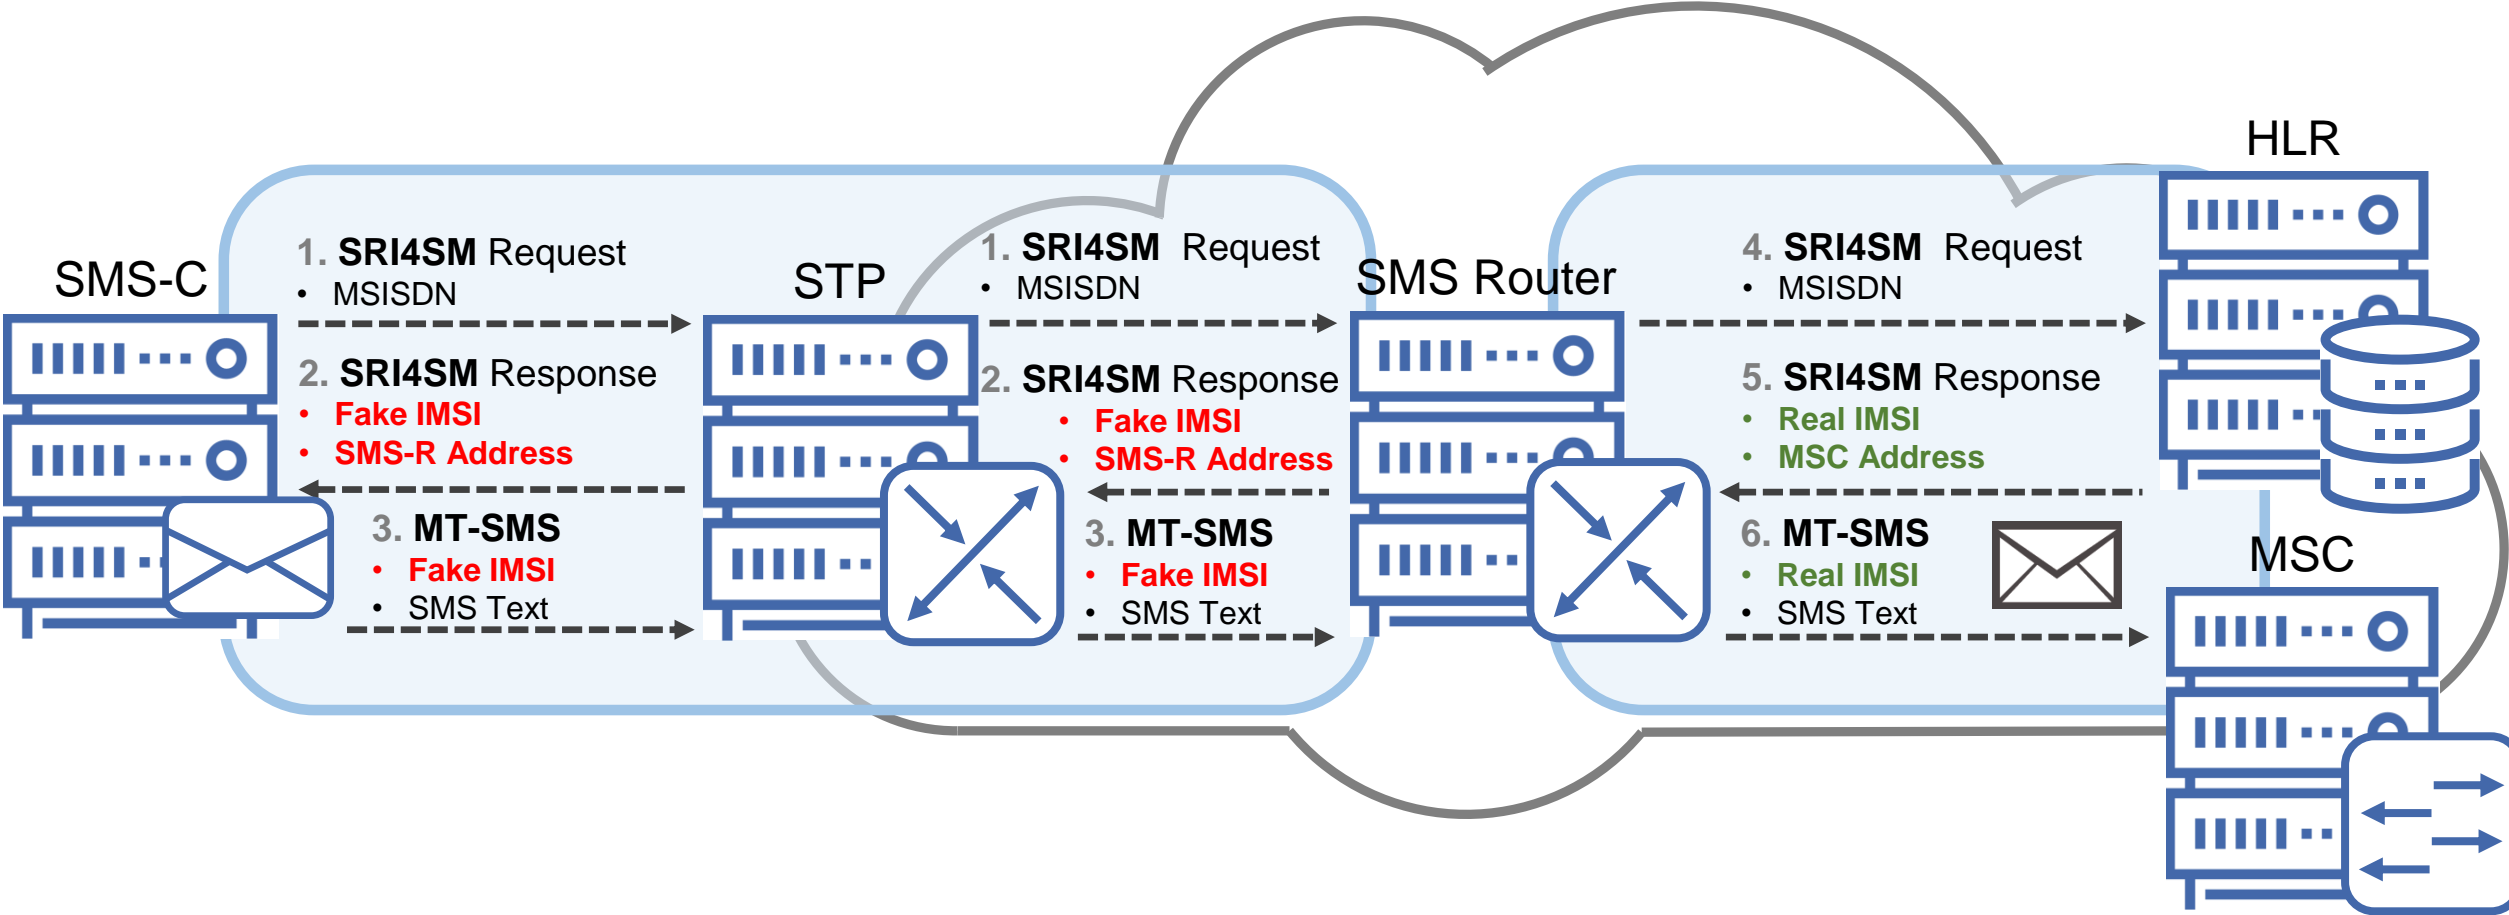 SMS-C
1. SRI4SM Request
• MSISDN
2. SRI4SM Response
• Fake IMSI
• SMS-R Address
3. MT-SMS
• Fake IMSI
• SMS Text
STP
1. SRI4SM Request
• MSISDN
2. SRI4SM Response
• Fake IMSI
• SMS-R Address
3. MT-SMS
• Fake IMSI
• SMS Text
SMS Router
4. SRI4SM Request
• MSISDN
5. SRI4SM Response
• Real IMSI
• MSC Address
6. MT-SMS
• Real IMSI
• SMS Text
HLR
MSC